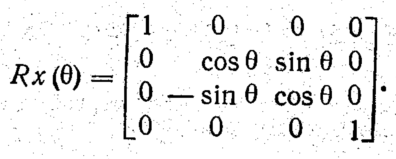 Rx (θ) = [1 0 0 0
0 cos θ sin θ 0
0 — sin θ cos θ 0
0 0 0 1].